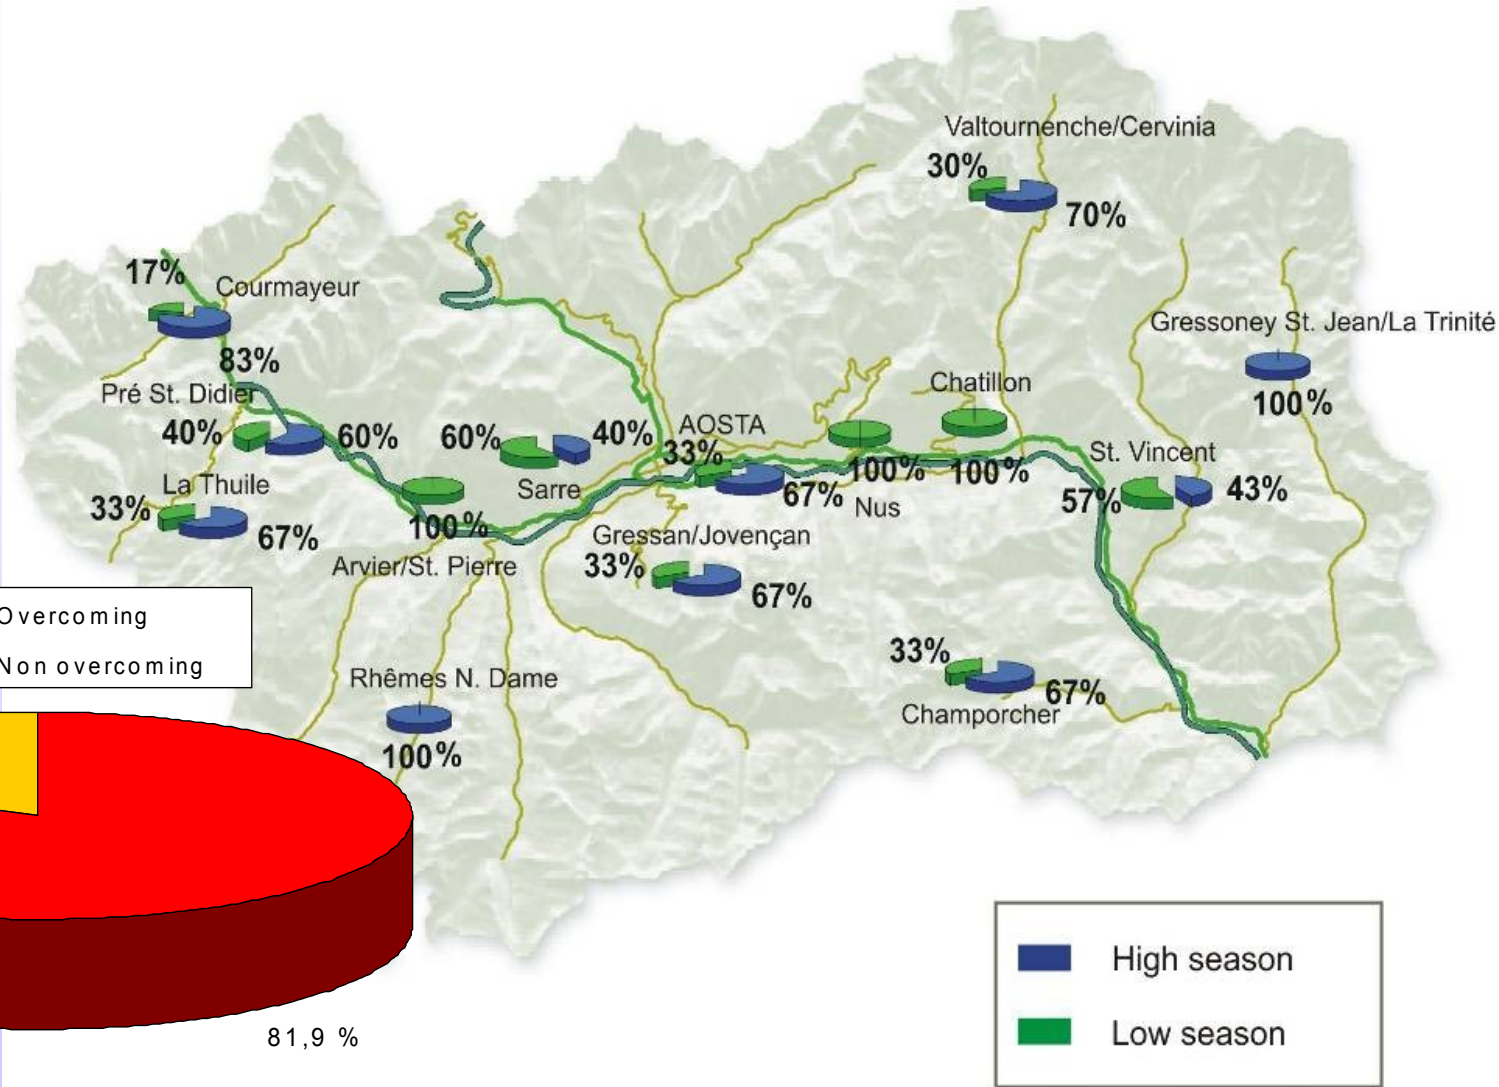 Valtournenche/Cervinia
30%
70%
17%
Courmayeur
83%
Gressoney St. Jean/La Trinité
100%
Pré St. Didier
40%
60%
60%
40%
Sarre
AOSTA
33%
67%
Chatillon
100%
100%
Nus
St. Vincent
57%
43%
La Thuile
33%
67%
100%
Arvier/St. Pierre
Gressan/Jovençan
33%
67%
Overcoming
Non overcoming
Rhêmes N. Dame
100%
33%
67%
Champorcher
81,9 %
High season
Low season